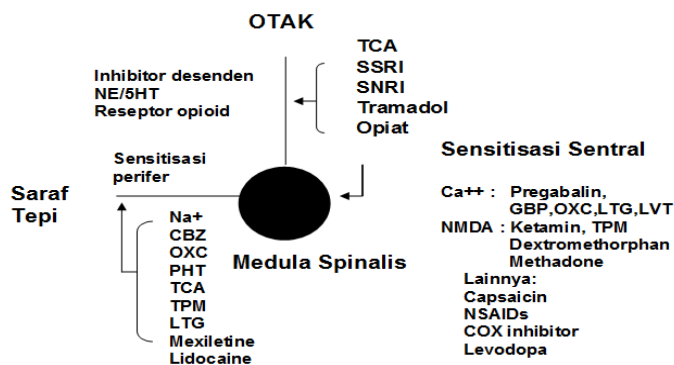 OTAK
Inhibitor desenden
NE/5HT
Reseptor opioid
TCA
SSRI
SNRI
Tramadol
Opiat
Sensitisasi
perifer
Saraf
Tepi
Na+
CBZ
OXC
PHT
TCA
TPM
LTG
Mexiletine
Lidocaine
Medula Spinalis
Sensitisasi Sentral
Ca++ : Pregabalin,
GBP,OXC,LTG,LVT
NMDA : Ketamin, TPM
Dextromethorphan
Methadone
Lainnya:
Capsaicin
NSAIDs
COX inhibitor
Levodopa